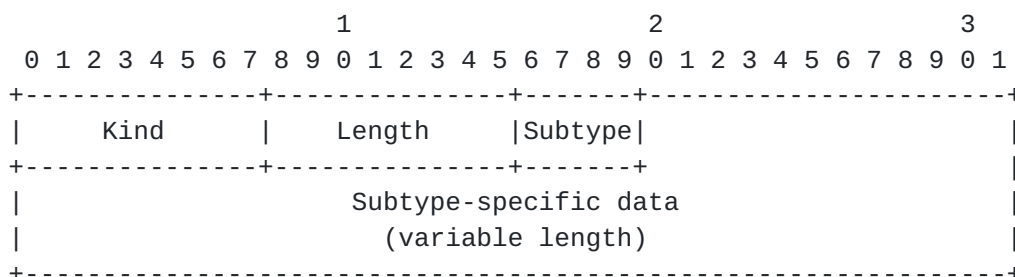 1                   2                   3
 0 1 2 3 4 5 6 7 8 9 0 1 2 3 4 5 6 7 8 9 0 1 2 3 4 5 6 7 8 9 0 1
+---------------+---------------+-------+-----------------------+
|     Kind      |    Length     |Subtype|                       |
+---------------+---------------+-------+                       |
|                     Subtype-specific data                     |
|                       (variable length)                       |
+---------------------------------------------------------------+